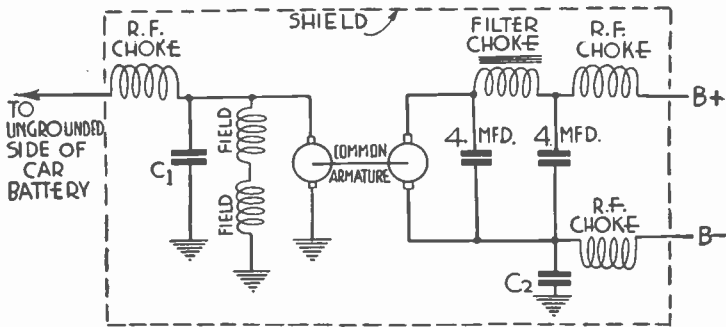 SHIELD
R.F.
CHOKE
FILTER
CHOKE
R.F.
CHOKE
TO
UNGROUNDED
SIDE OF
CAR
BATTERY
C1
FIELD
FIELD
COMMON
ARMATURE
4. MFD.
4. MFD.
B+
R.F.
CHOKE
B-
C2